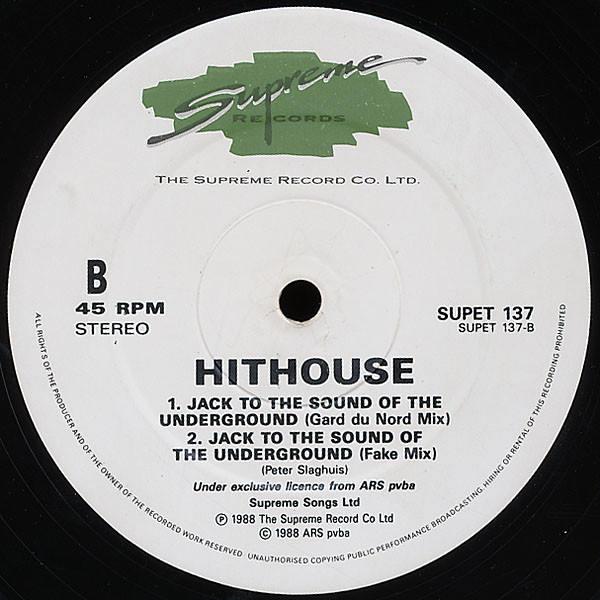 Supreme
RECORDS
THE SUPREME RECORD CO. LTD.
B
45 RPM
STEREO
SUPET 137
SUPET 137-B
HITHOUSE
1. JACK TO THE SOUND OF THE
UNDERGROUND (Gard du Nord Mix)
2. JACK TO THE SOUND OF
THE UNDERGROUND (Fake Mix)
(Peter Slaghuis)
Under exclusive licence from ARS pvba
Supreme Songs Ltd
Ⓟ 1988 The Supreme Record Co Ltd
© 1988 ARS pvba
ALL RIGHTS OF THE PRODUCER AND OF THE OWNER OF THE RECORDED WORK RESERVED · UNAUTHORISED COPYING PUBLIC PERFORMANCE BROADCASTING, HIRING OR RENTAL OF THIS RECORDING PROHIBITED